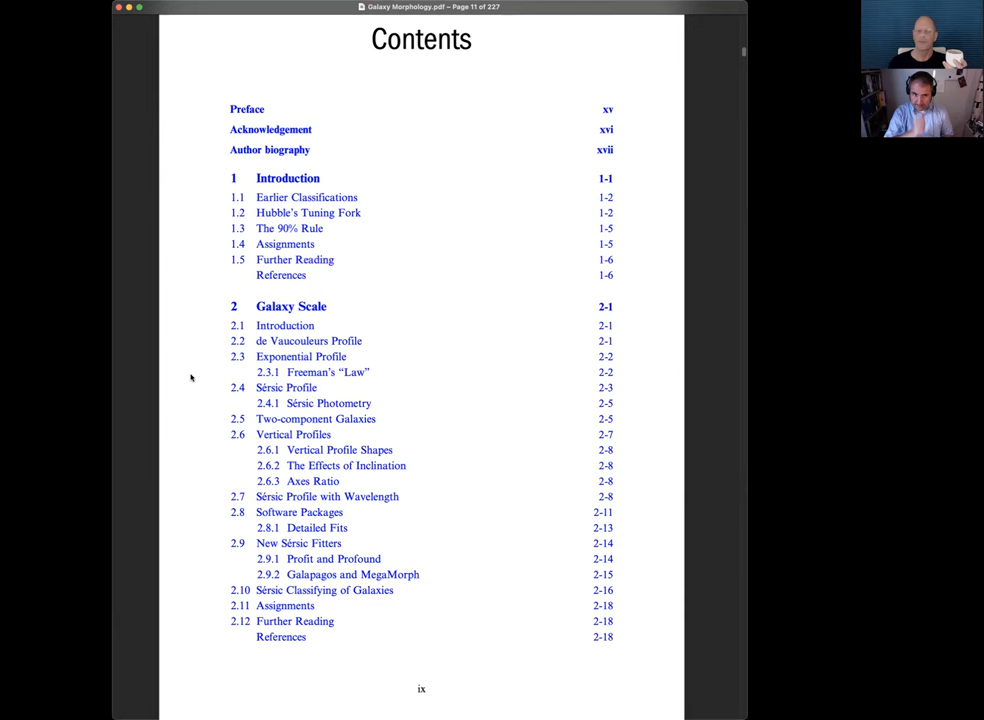 Galaxy Morphology.pdf – Page 11 of 227
Contents
Preface xv
Acknowledgement xvi
Author biography xvii
1 Introduction 1-1
1.1 Earlier Classifications 1-2
1.2 Hubble's Tuning Fork 1-2
1.3 The 90% Rule 1-5
1.4 Assignments 1-5
1.5 Further Reading 1-6
References 1-6
2 Galaxy Scale 2-1
2.1 Introduction 2-1
2.2 de Vaucouleurs Profile 2-1
2.3 Exponential Profile 2-2
2.3.1 Freeman's “Law” 2-2
2.4 Sérsic Profile 2-3
2.4.1 Sérsic Photometry 2-5
2.5 Two-component Galaxies 2-5
2.6 Vertical Profiles 2-7
2.6.1 Vertical Profile Shapes 2-8
2.6.2 The Effects of Inclination 2-8
2.6.3 Axes Ratio 2-8
2.7 Sérsic Profile with Wavelength 2-8
2.8 Software Packages 2-11
2.8.1 Detailed Fits 2-13
2.9 New Sérsic Fitters 2-14
2.9.1 Profit and Profound 2-14
2.9.2 Galapagos and MegaMorph 2-15
2.10 Sérsic Classifying of Galaxies 2-16
2.11 Assignments 2-18
2.12 Further Reading 2-18
References 2-18
ix